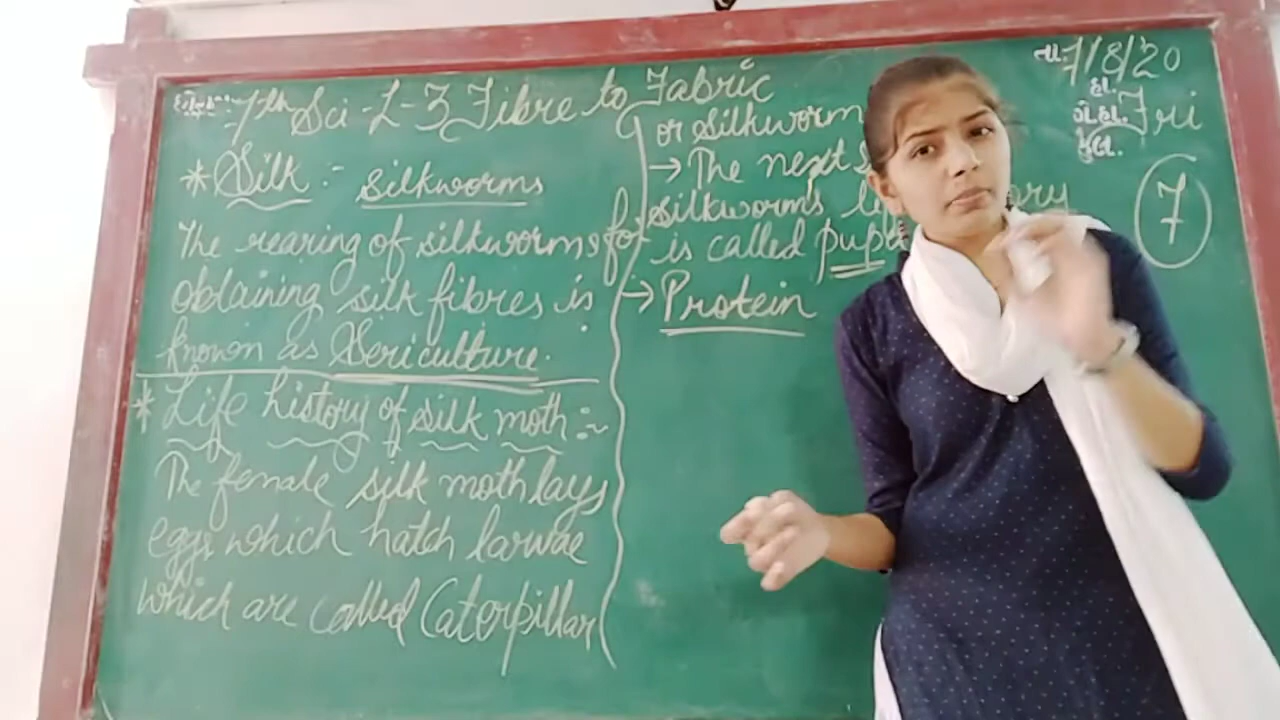 7th Sci-L-3 Fibre to Fabric
* Silk :- silkworms
The rearing of silkworms for
obtaining silk fibres is
known as Sericulture.
* Life history of silk moth :-
The female silk moth lays
eggs which hatch larvae
which are called Caterpillar
or Silkworm
→ The next
silkworms
is called pupa
→ Protein
તા. 7/8/20
હા.
ગે.હા. Fri
કુલ.
7